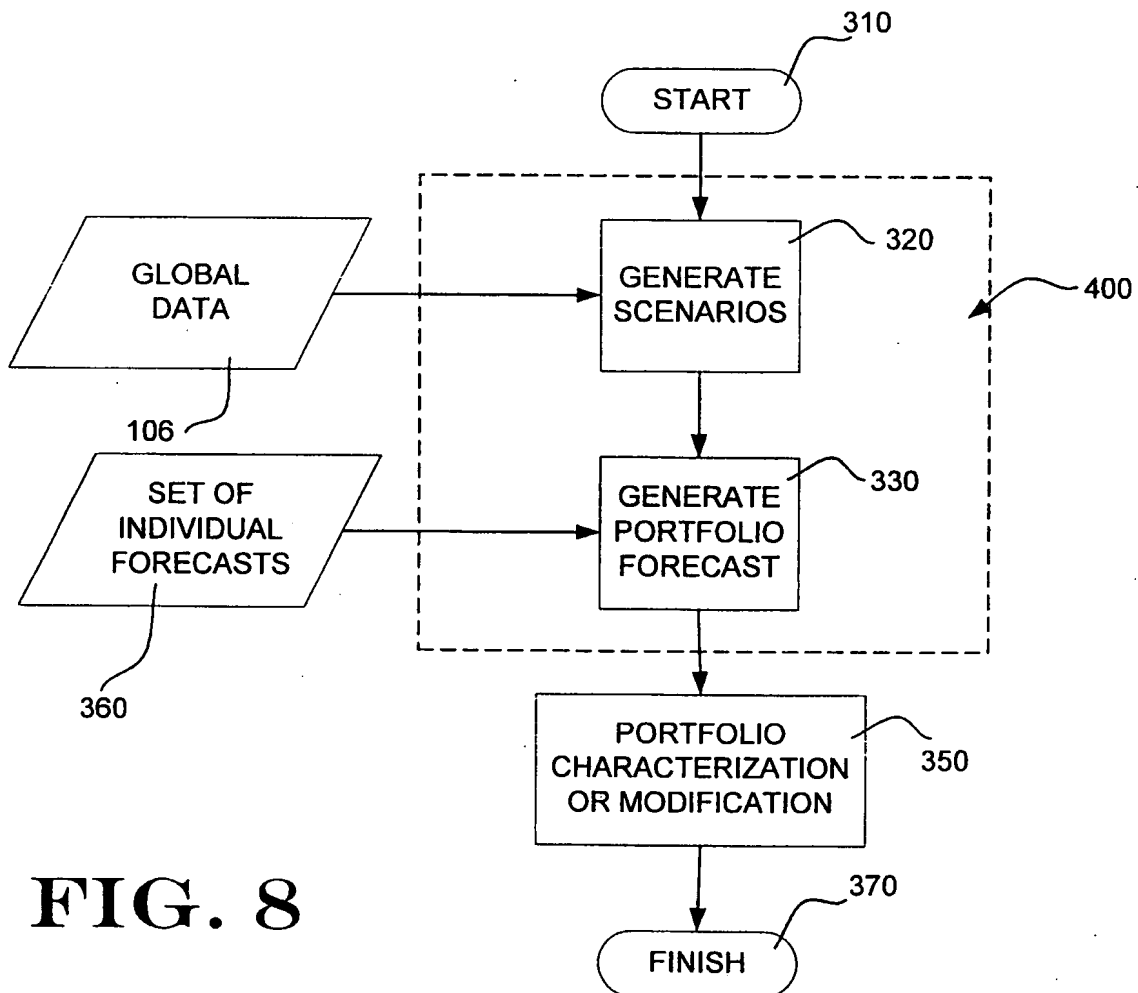 310
START
320
GLOBAL
DATA
GENERATE
SCENARIOS
400
106
330
SET OF
INDIVIDUAL
FORECASTS
GENERATE
PORTFOLIO
FORECAST
360
PORTFOLIO
CHARACTERIZATION
OR MODIFICATION
350
FIG. 8
370
FINISH